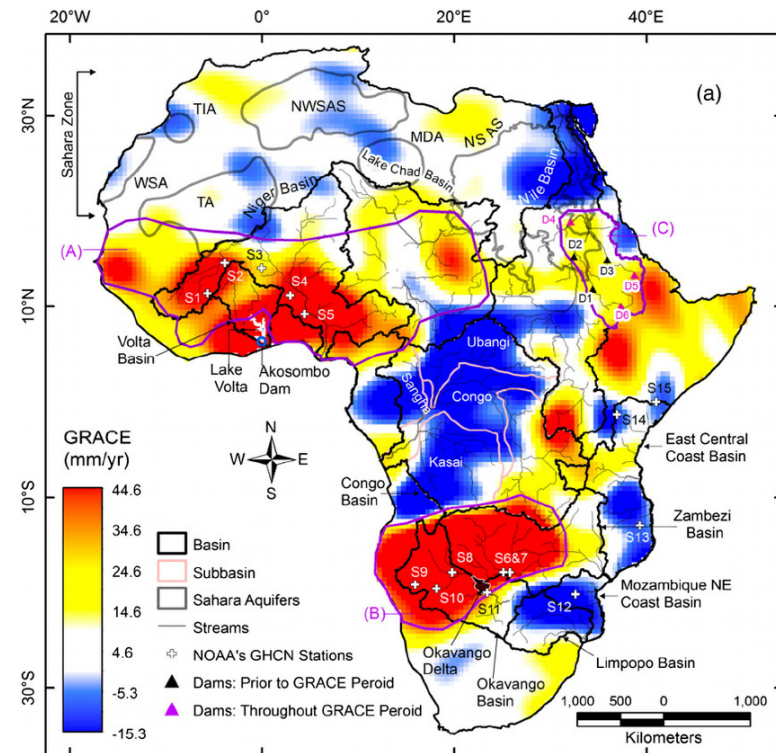 20°W 0° 20°E 40°E
(a)
30°N
10°N
10°S
30°S
Sahara Zone
TIA
NWSAS
MDA
NSAS
WSA
TA
Lake Chad Basin
Niger Basin
Nile Basin
(A)
(C)
D4
D2
D3
D5
D1
D6
S3
S2
S1
S4
S5
Volta
Basin
Lake
Volta
Akosombo
Dam
Ubangi
Sangha
Congo
Kasai
S15
S14
East Central
Coast Basin
Congo
Basin
Zambezi
Basin
S13
S8
S6&7
S9
S10
S11
S12
(B)
Mozambique NE
Coast Basin
Okavango
Delta
Okavango
Basin
Limpopo Basin
N
W E
S
GRACE
(mm/yr)
44.6
34.6
24.6
14.6
4.6
-5.3
-15.3
Basin
Subbasin
Sahara Aquifers
Streams
NOAA's GHCN Stations
Dams: Prior to GRACE Peroid
Dams: Throughout GRACE Peroid
1,000 500 0 1,000
Kilometers